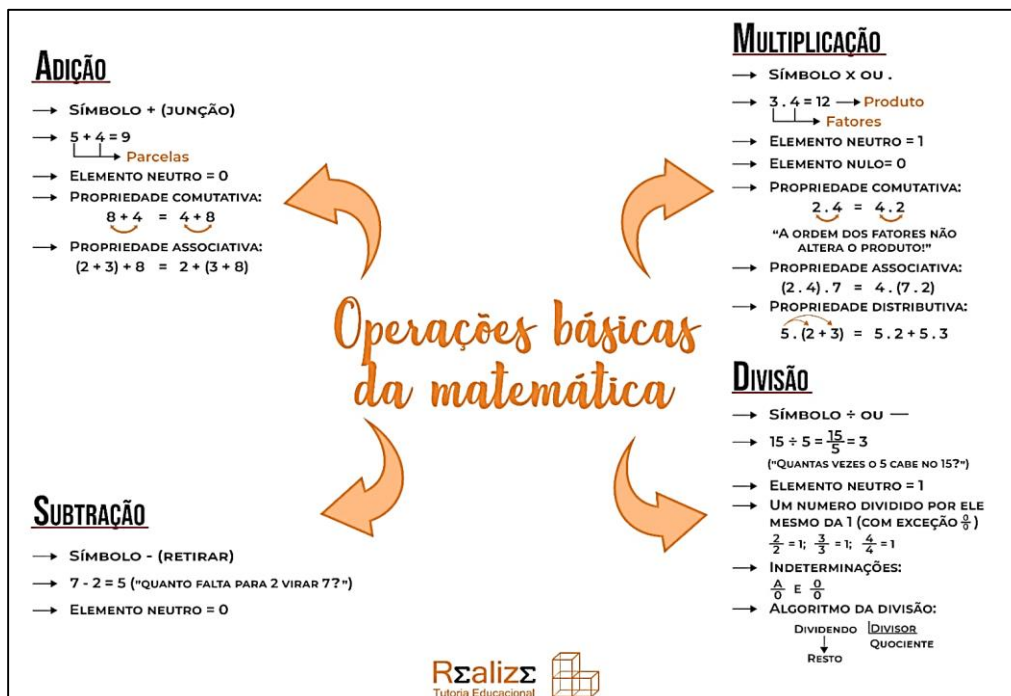 ADIÇÃO
→ SÍMBOLO + (JUNÇÃO)
→ 5 + 4 = 9
→ Parcelas
→ ELEMENTO NEUTRO = 0
→ PROPRIEDADE COMUTATIVA:
8 + 4 = 4 + 8
→ PROPRIEDADE ASSOCIATIVA:
(2 + 3) + 8 = 2 + (3 + 8)
MULTIPLICAÇÃO
→ SÍMBOLO X OU .
→ 3 . 4 = 12 → Produto
→ Fatores
→ ELEMENTO NEUTRO = 1
→ ELEMENTO NULO= 0
→ PROPRIEDADE COMUTATIVA:
2 . 4 = 4 . 2
“A ORDEM DOS FATORES NÃO
ALTERA O PRODUTO!”
→ PROPRIEDADE ASSOCIATIVA:
(2 . 4) . 7 = 4 . (7 . 2)
→ PROPRIEDADE DISTRIBUTIVA:
5 . (2 + 3) = 5 . 2 + 5 . 3
Operações básicas
da matemática
SUBTRAÇÃO
→ SÍMBOLO - (RETIRAR)
→ 7 - 2 = 5 ("QUANTO FALTA PARA 2 VIRAR 7?")
→ ELEMENTO NEUTRO = 0
DIVISÃO
→ SÍMBOLO ÷ OU —
→ 15 ÷ 5 = 15/5 = 3
("QUANTAS VEZES O 5 CABE NO 15?")
→ ELEMENTO NEUTRO = 1
→ UM NUMERO DIVIDIDO POR ELE
MESMO DA 1 (COM EXCEÇÃO 0/0)
2/2 = 1; 3/3 = 1; 4/4 = 1
→ INDETERMINAÇÕES:
A/0 E 0/0
→ ALGORITMO DA DIVISÃO:
DIVIDENDO |DIVISOR
QUOCIENTE
RESTO
RΣalizΣ
Tutoria Educacional